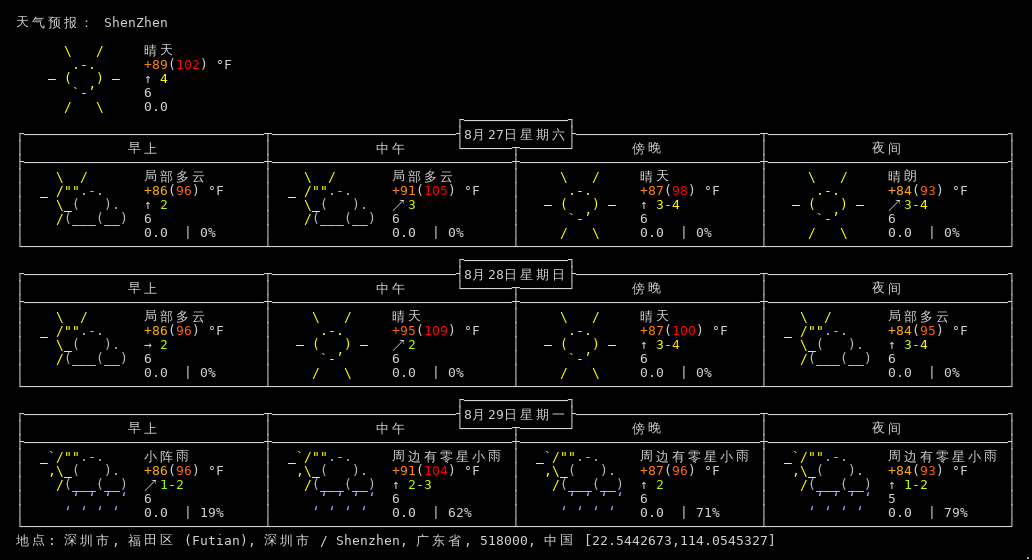 天气预报： ShenZhen
晴天
+89(102) °F
↑ 4
6
0.0
8月27日星期六
早上 中午 傍晚 夜间
局部多云 局部多云 晴天 晴朗
+86(96) °F +91(105) °F +87(98) °F +84(93) °F
↑ 2 ↗ 3 ↑ 3-4 ↗ 3-4
6 6 6 6
0.0 | 0% 0.0 | 0% 0.0 | 0% 0.0 | 0%
8月28日星期日
早上 中午 傍晚 夜间
局部多云 晴天 晴天 局部多云
+86(96) °F +95(109) °F +87(100) °F +84(95) °F
→ 2 ↗ 2 ↑ 3-4 ↑ 3-4
6 6 6 6
0.0 | 0% 0.0 | 0% 0.0 | 0% 0.0 | 0%
8月29日星期一
早上 中午 傍晚 夜间
小阵雨 周边有零星小雨 周边有零星小雨 周边有零星小雨
+86(96) °F +91(104) °F +87(96) °F +84(93) °F
↗ 1-2 ↑ 2-3 ↑ 2 ↑ 1-2
6 6 6 5
0.0 | 19% 0.0 | 62% 0.0 | 71% 0.0 | 79%
地点: 深圳市, 福田区 (Futian), 深圳市 / Shenzhen, 广东省, 518000, 中国 [22.5442673,114.0545327]